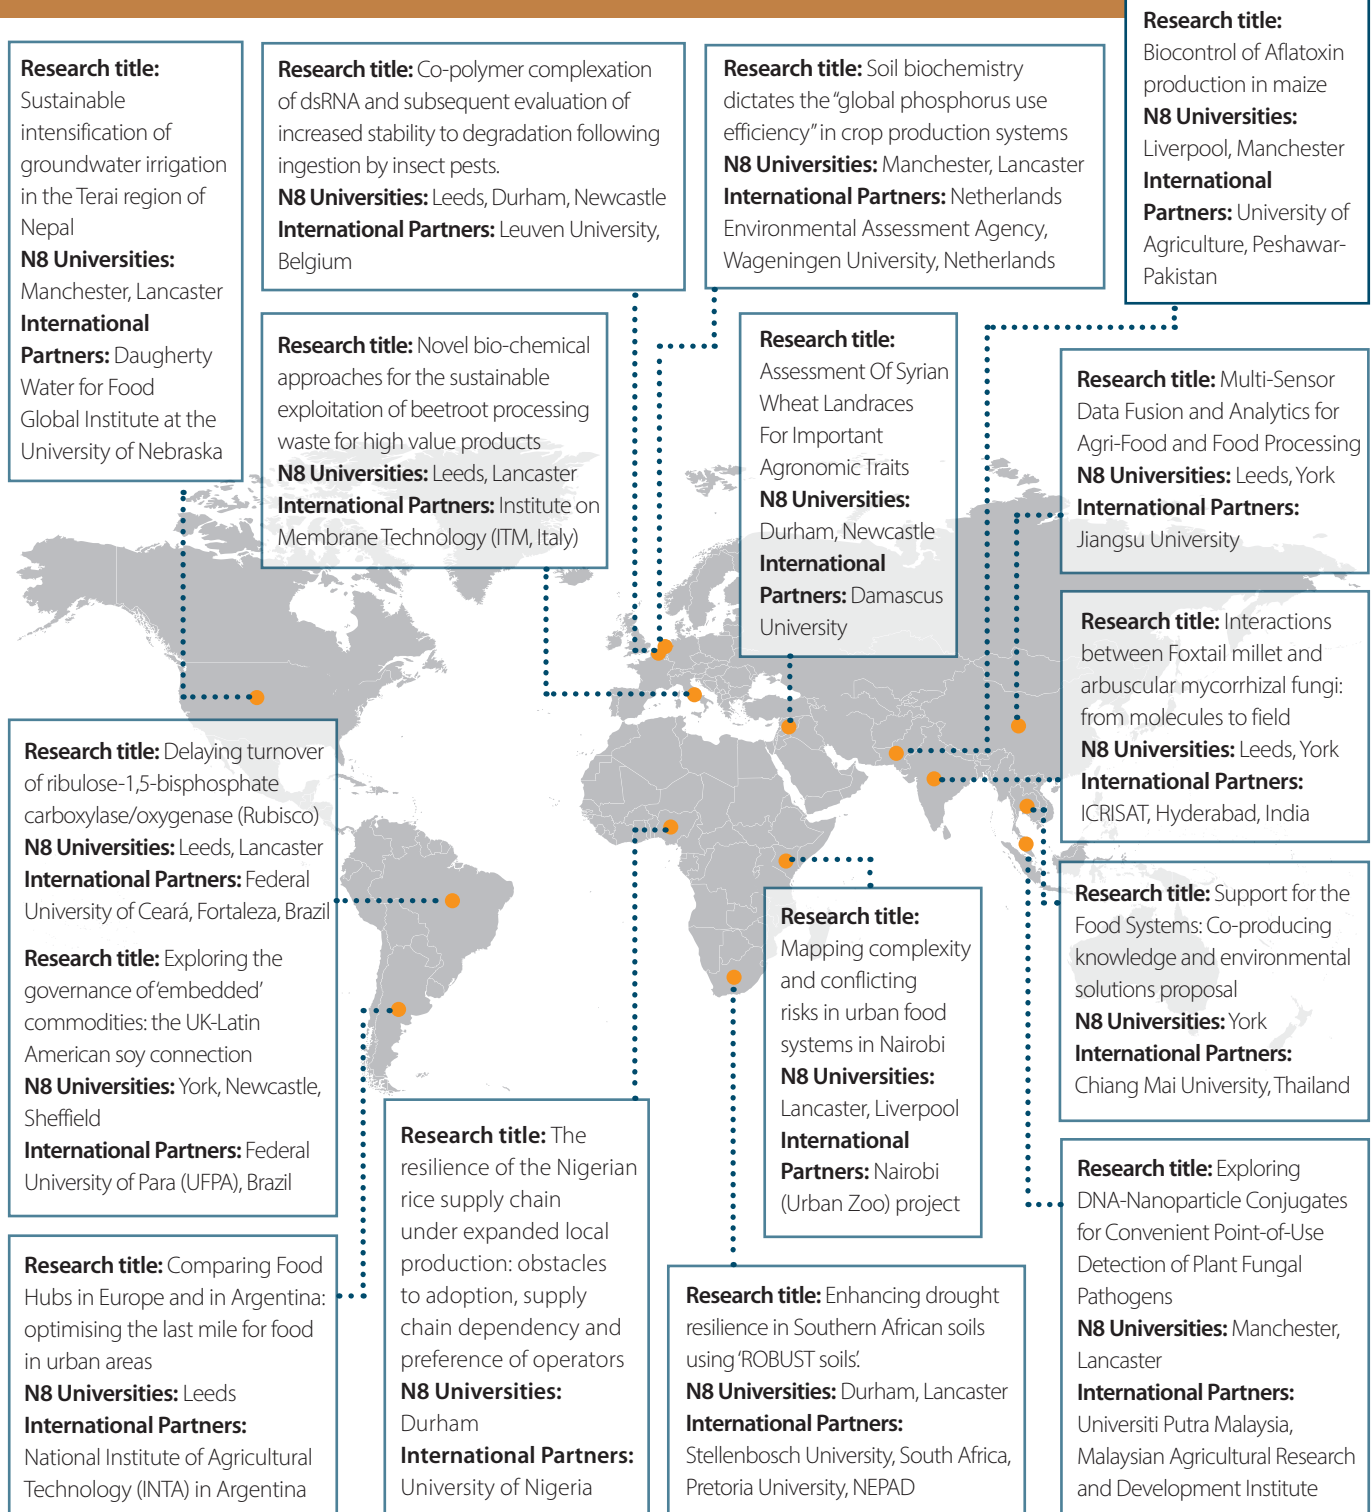 Research title:
Sustainable
intensification of
groundwater irrigation
in the Terai region of
Nepal
N8 Universities:
Manchester, Lancaster
International
Partners: Daugherty
Water for Food
Global Institute at the
University of Nebraska
Research title: Co-polymer complexation
of dsRNA and subsequent evaluation of
increased stability to degradation following
ingestion by insect pests.
N8 Universities: Leeds, Durham, Newcastle
International Partners: Leuven University,
Belgium
Research title: Soil biochemistry
dictates the “global phosphorus use
efficiency” in crop production systems
N8 Universities: Manchester, Lancaster
International Partners: Netherlands
Environmental Assessment Agency,
Wageningen University, Netherlands
Research title:
Biocontrol of Aflatoxin
production in maize
N8 Universities:
Liverpool, Manchester
International
Partners: University of
Agriculture, Peshawar-
Pakistan
Research title: Novel bio-chemical
approaches for the sustainable
exploitation of beetroot processing
waste for high value products
N8 Universities: Leeds, Lancaster
International Partners: Institute on
Membrane Technology (ITM, Italy)
Research title:
Assessment Of Syrian
Wheat Landraces
For Important
Agronomic Traits
N8 Universities:
Durham, Newcastle
International
Partners: Damascus
University
Research title: Multi-Sensor
Data Fusion and Analytics for
Agri-Food and Food Processing
N8 Universities: Leeds, York
International Partners:
Jiangsu University
Research title: Interactions
between Foxtail millet and
arbuscular mycorrhizal fungi:
from molecules to field
N8 Universities: Leeds, York
International Partners:
ICRISAT, Hyderabad, India
Research title: Delaying turnover
of ribulose-1,5-bisphosphate
carboxylase/oxygenase (Rubisco)
N8 Universities: Leeds, Lancaster
International Partners: Federal
University of Ceará, Fortaleza, Brazil
Research title: Exploring the
governance of ‘embedded’
commodities: the UK-Latin
American soy connection
N8 Universities: York, Newcastle,
Sheffield
International Partners: Federal
University of Para (UFPA), Brazil
Research title:
Mapping complexity
and conflicting
risks in urban food
systems in Nairobi
N8 Universities:
Lancaster, Liverpool
International
Partners: Nairobi
(Urban Zoo) project
Research title: Support for the
Food Systems: Co-producing
knowledge and environmental
solutions proposal
N8 Universities: York
International Partners:
Chiang Mai University, Thailand
Research title: Comparing Food
Hubs in Europe and in Argentina:
optimising the last mile for food
in urban areas
N8 Universities: Leeds
International Partners:
National Institute of Agricultural
Technology (INTA) in Argentina
Research title: The
resilience of the Nigerian
rice supply chain
under expanded local
production: obstacles
to adoption, supply
chain dependency and
preference of operators
N8 Universities:
Durham
International Partners:
University of Nigeria
Research title: Enhancing drought
resilience in Southern African soils
using ‘ROBUST soils’.
N8 Universities: Durham, Lancaster
International Partners:
Stellenbosch University, South Africa,
Pretoria University, NEPAD
Research title: Exploring
DNA-Nanoparticle Conjugates
for Convenient Point-of-Use
Detection of Plant Fungal
Pathogens
N8 Universities: Manchester,
Lancaster
International Partners:
Universiti Putra Malaysia,
Malaysian Agricultural Research
and Development Institute